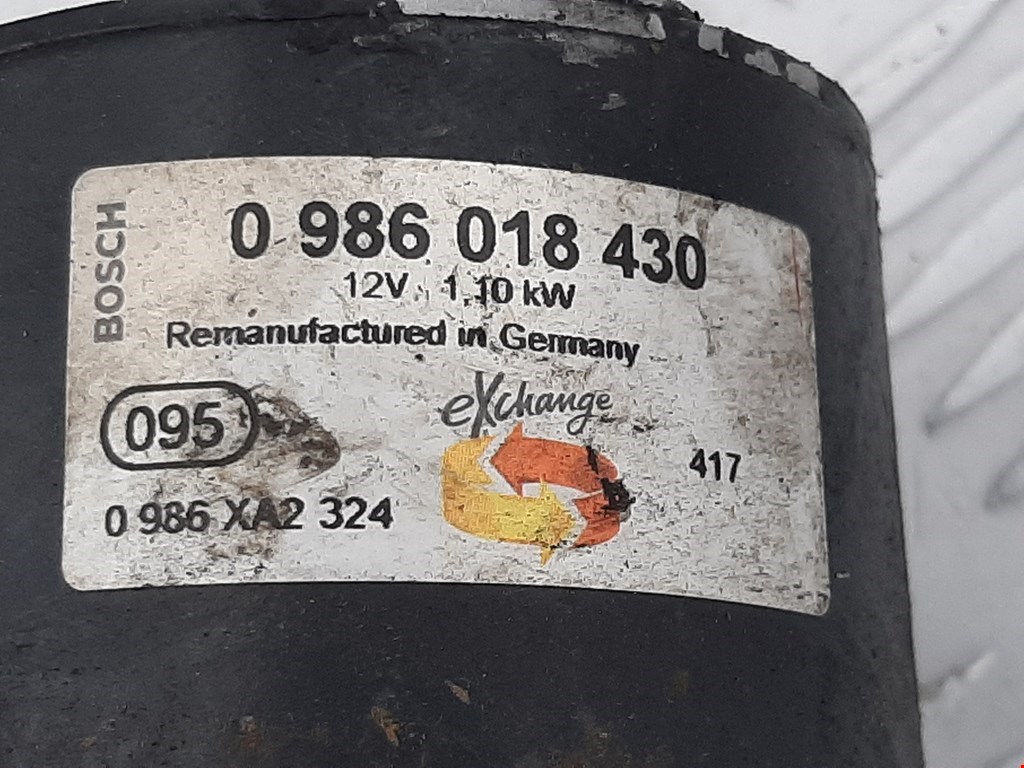 BOSCH
0 986 018 430
12V 1,10 kW
Remanufactured in Germany
eXchange
095
417
0 986 XA2 324